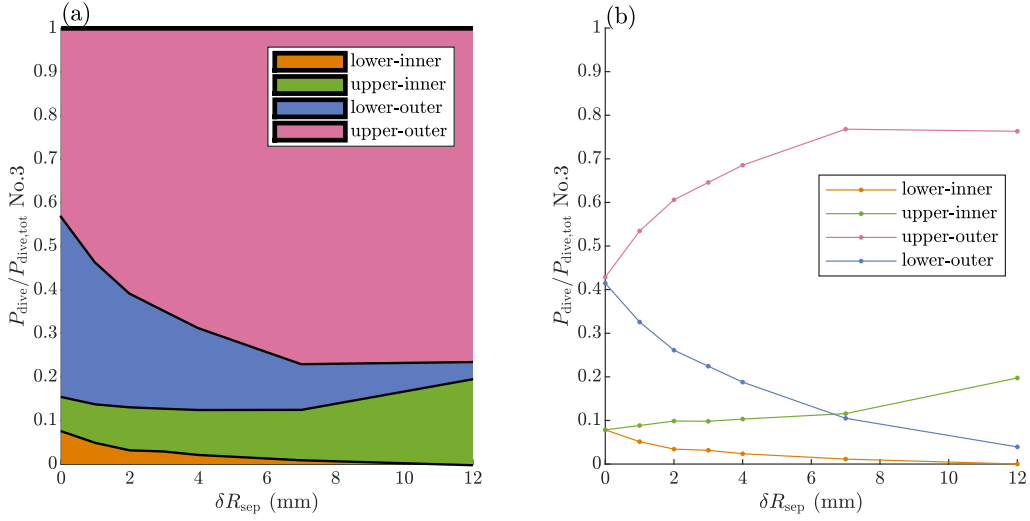 (a)
1
0.9
0.8
0.7
0.6
0.5
0.4
0.3
0.2
0.1
0
P_dive/P_dive,tot No.3
lower-inner
upper-inner
lower-outer
upper-outer
0 2 4 6 8 10 12
δR_sep (mm)
(b)
1
0.9
0.8
0.7
0.6
0.5
0.4
0.3
0.2
0.1
0
P_dive/P_dive,tot No.3
lower-inner
upper-inner
upper-outer
lower-outer
0 2 4 6 8 10 12
δR_sep (mm)